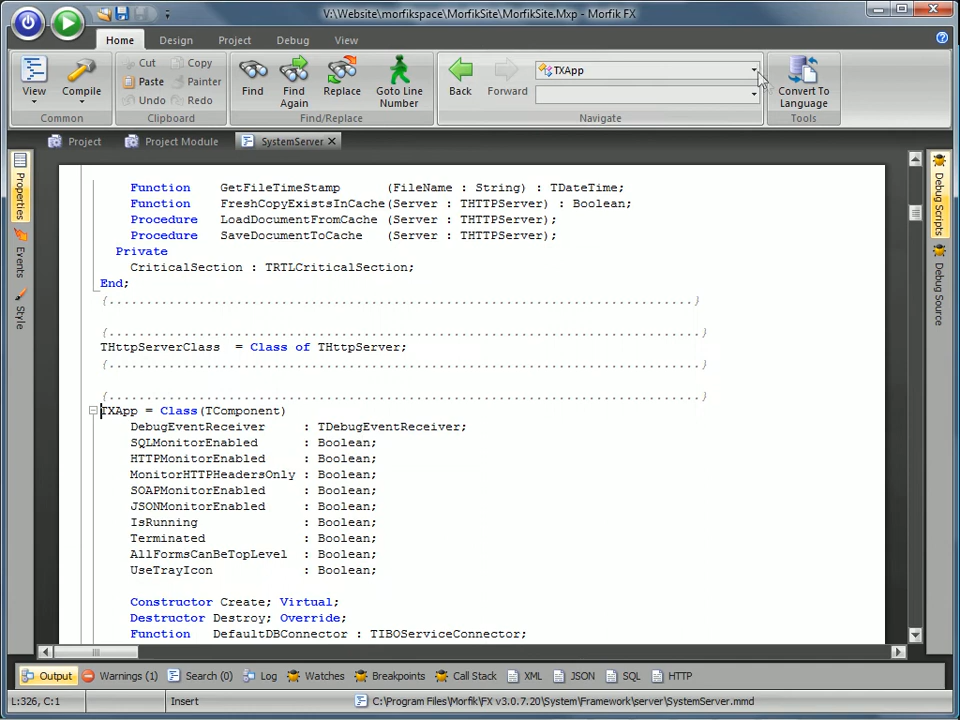 V:\Website\morfikspace\MorfikSite\MorfikSite.Mxp - Morfik FX
Home Design Project Debug View
View Compile
Common
Cut Copy
Paste Painter
Undo Redo
Clipboard
Find Find Again Replace Goto Line Number
Find/Replace
Back Forward
TXApp
Navigate
Convert To Language
Tools
Project Project Module SystemServer
Properties
Events
Style
Function GetFileTimeStamp (FileName : String) : TDateTime;
Function FreshCopyExistsInCache(Server : THTTPServer) : Boolean;
Procedure LoadDocumentFromCache (Server : THTTPServer);
Procedure SaveDocumentToCache (Server : THTTPServer);
Private
CriticalSection : TRTLCriticalSection;
End;
{..............................................................................}
{...............................................................................}
THttpServerClass = Class of THttpServer;
{...............................................................................}
{...............................................................................}
TXApp = Class(TComponent)
DebugEventReceiver : TDebugEventReceiver;
SQLMonitorEnabled : Boolean;
HTTPMonitorEnabled : Boolean;
MonitorHTTPHeadersOnly : Boolean;
SOAPMonitorEnabled : Boolean;
JSONMonitorEnabled : Boolean;
IsRunning : Boolean;
Terminated : Boolean;
AllFormsCanBeTopLevel : Boolean;
UseTrayIcon : Boolean;
Constructor Create; Virtual;
Destructor Destroy; Override;
Function DefaultDBConnector : TIBOServiceConnector;
Debug Scripts
Debug Source
Output Warnings (1) Search (0) Log Watches Breakpoints Call Stack XML JSON SQL HTTP
L:326, C:1 Insert C:\Program Files\Morfik\FX v3.0.7.20\System\Framework\server\SystemServer.mmd